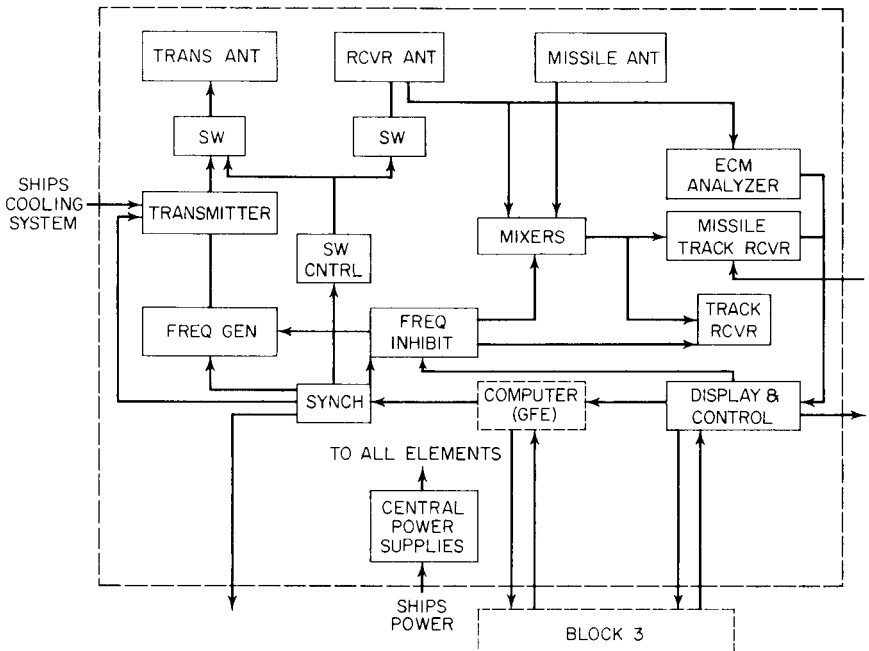 TRANS ANT
RCVR ANT
MISSILE ANT
SW
SW
ECM
ANALYZER
SHIPS
COOLING
SYSTEM
TRANSMITTER
MIXERS
MISSILE
TRACK RCVR
SW
CNTRL
FREQ GEN
FREQ
INHIBIT
TRACK
RCVR
SYNCH
COMPUTER
(GFE)
DISPLAY &
CONTROL
TO ALL ELEMENTS
CENTRAL
POWER
SUPPLIES
SHIPS
POWER
BLOCK 3